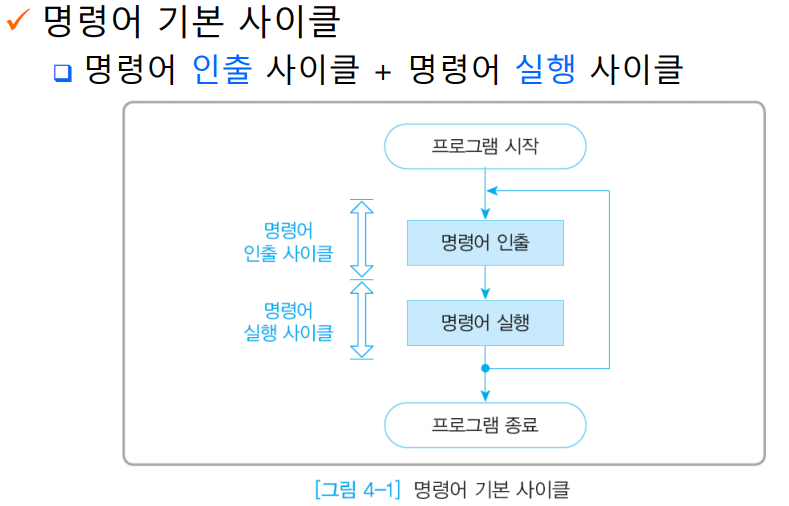 명령어 기본 사이클
명령어 인출 사이클 + 명령어 실행 사이클
프로그램 시작
명령어
인출 사이클
명령어 인출
명령어
실행 사이클
명령어 실행
프로그램 종료
[그림 4-1] 명령어 기본 사이클